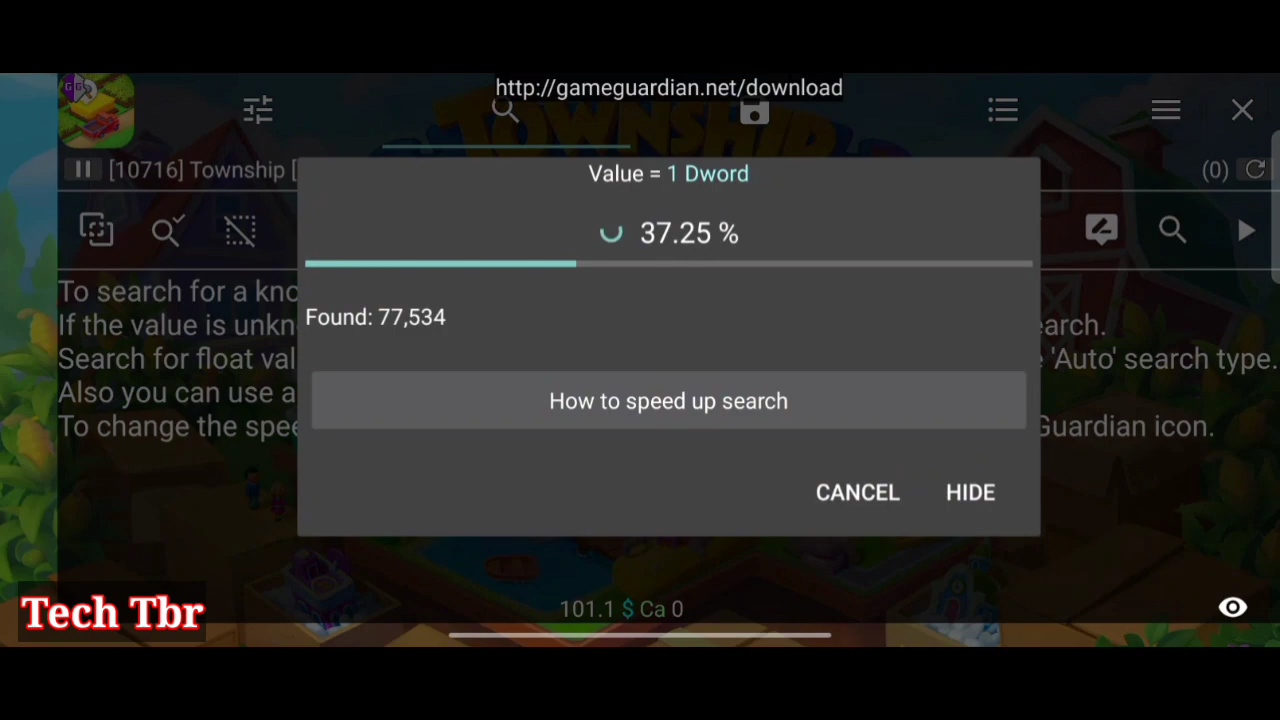 http://gameguardian.net/download
TOWNSHIP
[10716] Township [
(0)
Value = 1 Dword
37.25 %
To search for a kno
If the value is unkn
earch.
Found: 77,534
Search for float val
'Auto' search type.
Also you can use a
How to speed up search
To change the spee
Guardian icon.
CANCEL
HIDE
101.1 $ Ca 0
Tech Tbr